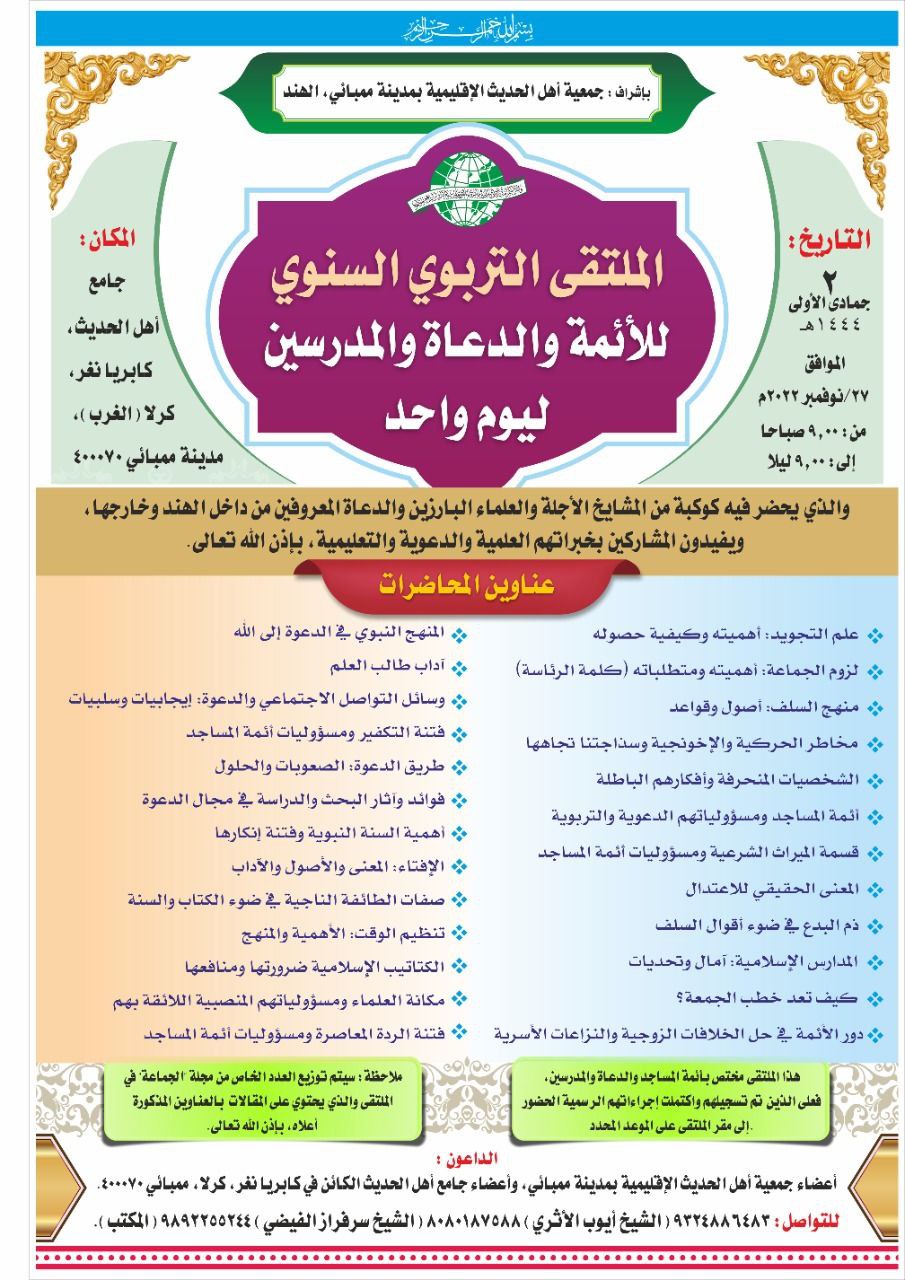 بسم الله الرحمن الرحيم
بإشراف : جمعية أهل الحديث الإقليمية بمدينة ممبائي، الهند
الملتقى التربوي السنوي
للأئمة والدعاة والمدرسين
ليوم واحد
التاريخ:
٢
جمادى الأولى
١٤٤٤هـ
الموافق
٢٧/نوفمبر ٢٠٢٢م
من: ٩,٠٠ صباحا
إلى: ٩,٠٠ ليلا
المكان:
جامع
أهل الحديث،
كابريا نغر،
كرلا (الغرب)،
مدينة ممبائي ٤٠٠٠٧٠
والذي يحضر فيه كوكبة من المشايخ الأجلة والعلماء البارزين والدعاة المعروفين من داخل الهند وخارجها،
ويفيدون المشاركين بخبراتهم العلمية والدعوية والتعليمية، بإذن الله تعالى.
عناوين المحاضرات
علم التجويد: أهميته وكيفية حصوله
لزوم الجماعة: أهميته ومتطلباته (كلمة الرئاسة)
منهج السلف: أصول وقواعد
مخاطر الحركية والإخونجية وسذاجتنا تجاهها
الشخصيات المنحرفة وأفكارهم الباطلة
أئمة المساجد ومسؤولياتهم الدعوية والتربوية
قسمة الميراث الشرعية ومسؤوليات أئمة المساجد
المعنى الحقيقي للاعتدال
ذم البدع في ضوء أقوال السلف
المدارس الإسلامية: آمال وتحديات
كيف تعد خطب الجمعة؟
دور الأئمة في حل الخلافات الزوجية والنزاعات الأسرية
المنهج النبوي في الدعوة إلى الله
آداب طالب العلم
وسائل التواصل الاجتماعي والدعوة: إيجابيات وسلبيات
فتنة التكفير ومسؤوليات أئمة المساجد
طريق الدعوة: الصعوبات والحلول
فوائد وآثار البحث والدراسة في مجال الدعوة
أهمية السنة النبوية وفتنة إنكارها
الإفتاء: المعنى والأصول والآداب
صفات الطائفة الناجية في ضوء الكتاب والسنة
تنظيم الوقت: الأهمية والمنهج
الكتاتيب الإسلامية ضرورتها ومنافعها
مكانة العلماء ومسؤولياتهم المنصبية اللائقة بهم
فتنة الردة المعاصرة ومسؤوليات أئمة المساجد
هذا الملتقى مختص بائمة المساجد والدعاة والمدرسين،
فعلى الذين تم تسجيلهم واكتملت إجراءاتهم الرسمية الحضور
إلى مقر الملتقى على الموعد المحدد.
ملاحظة : سيتم توزيع العدد الخاص من مجلة "الجماعة" في
الملتقى والذي يحتوي على المقالات بالعناوين المذكورة
أعلاه، بإذن الله تعالى.
الداعون :
أعضاء جمعية أهل الحديث الإقليمية بمدينة ممبائي، وأعضاء جامع أهل الحديث الكائن في كابريا نغر، كرلا، ممبائي ٤٠٠٠٧٠.
للتواصل: ٩٣٢٤٨٨٦٤٨٣ (الشيخ أيوب الأثري) ٨٠٨٠١٨٧٥٨٨ (الشيخ سرفراز الفيضي) ٩٨٩٢٢٥٥٢٤٤ (المكتب).